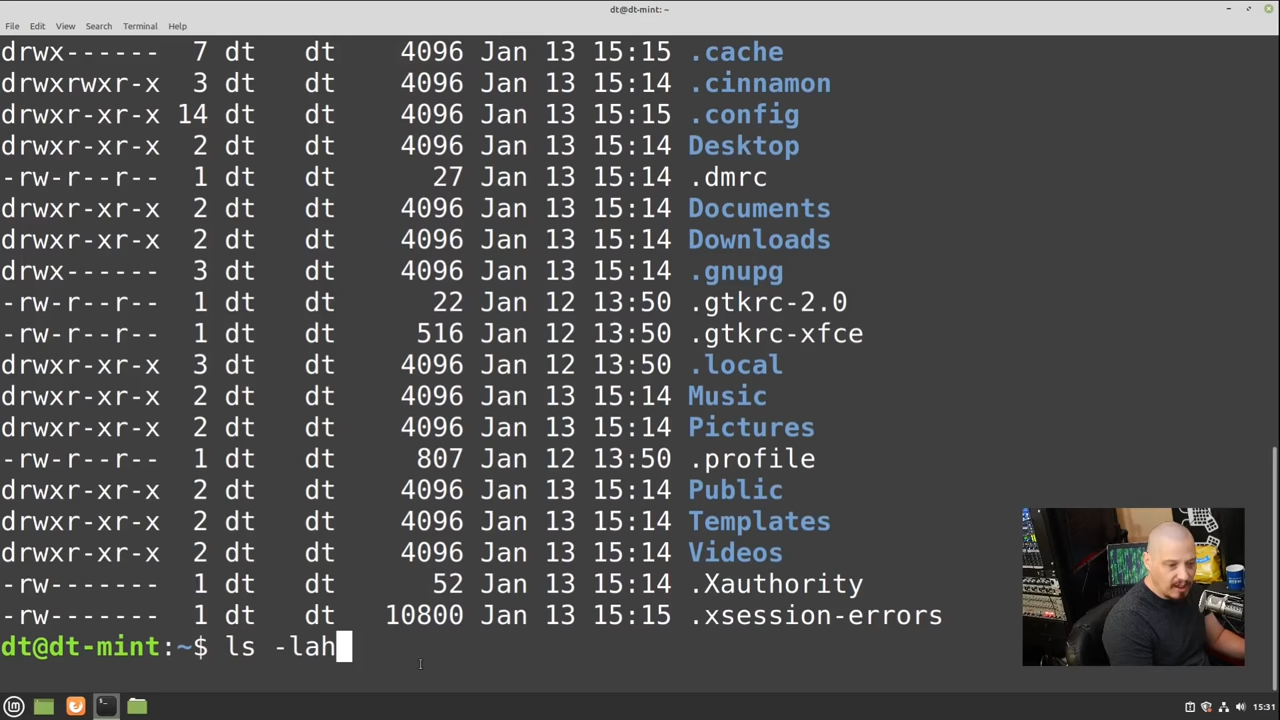 dt@dt-mint: ~
File Edit View Search Terminal Help
drwx------ 7 dt dt 4096 Jan 13 15:15 .cache
drwxrwxr-x 3 dt dt 4096 Jan 13 15:14 .cinnamon
drwxr-xr-x 14 dt dt 4096 Jan 13 15:15 .config
drwxr-xr-x 2 dt dt 4096 Jan 13 15:14 Desktop
-rw-r--r-- 1 dt dt 27 Jan 13 15:14 .dmrc
drwxr-xr-x 2 dt dt 4096 Jan 13 15:14 Documents
drwxr-xr-x 2 dt dt 4096 Jan 13 15:14 Downloads
drwx------ 3 dt dt 4096 Jan 13 15:14 .gnupg
-rw-r--r-- 1 dt dt 22 Jan 12 13:50 .gtkrc-2.0
-rw-r--r-- 1 dt dt 516 Jan 12 13:50 .gtkrc-xfce
drwxr-xr-x 3 dt dt 4096 Jan 12 13:50 .local
drwxr-xr-x 2 dt dt 4096 Jan 13 15:14 Music
drwxr-xr-x 2 dt dt 4096 Jan 13 15:14 Pictures
-rw-r--r-- 1 dt dt 807 Jan 12 13:50 .profile
drwxr-xr-x 2 dt dt 4096 Jan 13 15:14 Public
drwxr-xr-x 2 dt dt 4096 Jan 13 15:14 Templates
drwxr-xr-x 2 dt dt 4096 Jan 13 15:14 Videos
-rw------- 1 dt dt 52 Jan 13 15:14 .Xauthority
-rw------- 1 dt dt 10800 Jan 13 15:15 .xsession-errors
dt@dt-mint:~$ ls -lah
15:31